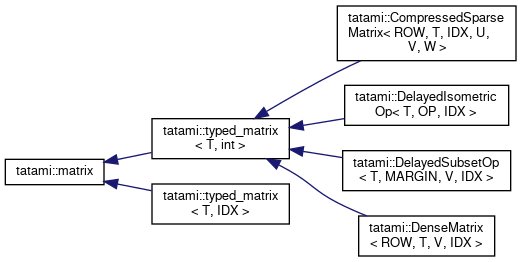 tatami::CompressedSparse
Matrix< ROW, T, IDX, U,
V, W >
tatami::DelayedIsometric
Op< T, OP, IDX >
tatami::typed_matrix
< T, int >
tatami::DelayedSubsetOp
< T, MARGIN, V, IDX >
tatami::matrix
tatami::typed_matrix
< T, IDX >
tatami::DenseMatrix
< ROW, T, V, IDX >